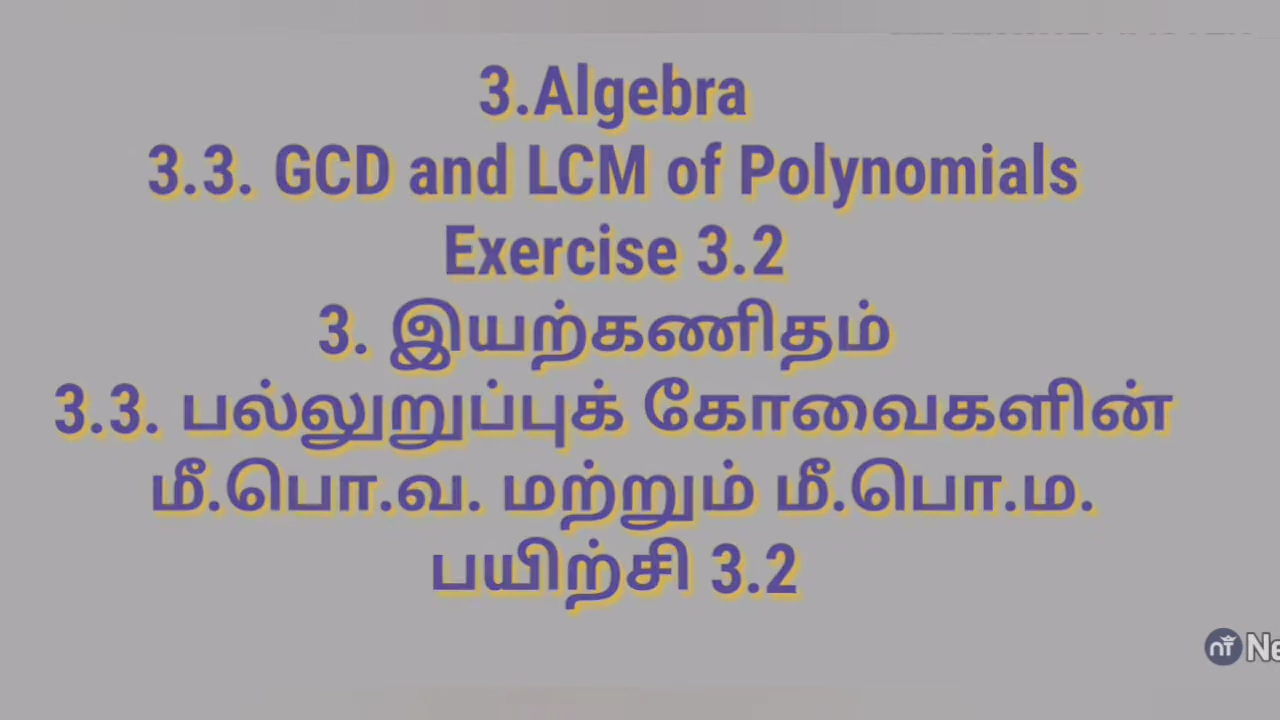 3.Algebra
3.3. GCD and LCM of Polynomials
Exercise 3.2
3. இயற்கணிதம்
3.3. பல்லுறுப்புக் கோவைகளின்
மீ.பொ.வ. மற்றும் மீ.பொ.ம.
பயிற்சி 3.2